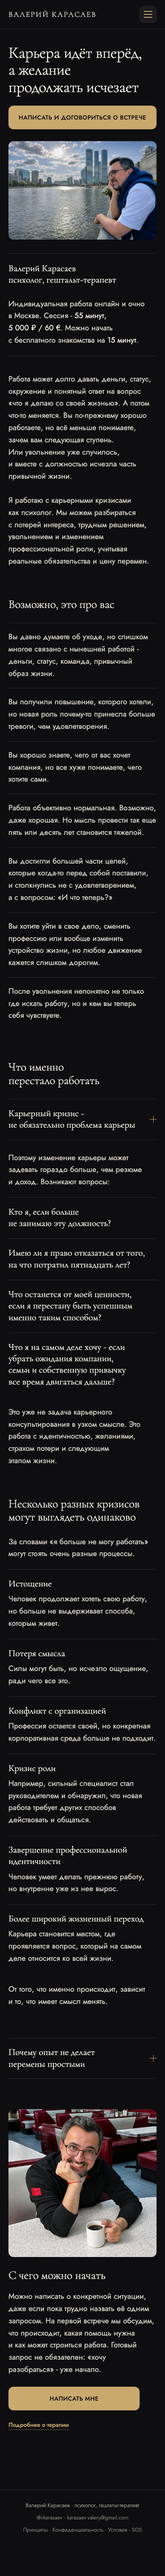 ВАЛЕРИЙ КАРАСАЕВ
Карьера идёт вперёд,
а желание
продолжать исчезает
НАПИСАТЬ И ДОГОВОРИТЬСЯ О ВСТРЕЧЕ
Валерий Карасаев
психолог, гештальт-терапевт
Индивидуальная работа онлайн и очно
в Москве. Сессия - 55 минут,
5 000 ₽ / 60 €. Можно начать
с бесплатного знакомства на 15 минут.
Работа может долго давать деньги, статус,
окружение и понятный ответ на вопрос
«что я делаю со своей жизнью». А потом
что-то меняется. Вы по-прежнему хорошо
работаете, но всё меньше понимаете,
зачем вам следующая ступень.
Или увольнение уже случилось,
и вместе с должностью исчезла часть
привычной жизни.
Я работаю с карьерными кризисами
как психолог. Мы можем разбираться
с потерей интереса, трудным решением,
увольнением и изменением
профессиональной роли, учитывая
реальные обязательства и цену перемен.
Возможно, это про вас
Вы давно думаете об уходе, но слишком
многое связано с нынешней работой -
деньги, статус, команда, привычный
образ жизни.
Вы получили повышение, которого хотели,
но новая роль почему-то принесла больше
тревоги, чем удовлетворения.
Вы хорошо знаете, чего от вас хочет
компания, но все хуже понимаете, чего
хотите сами.
Работа объективно нормальная. Возможно,
даже хорошая. Но мысль провести так еще
пять или десять лет становится тяжелой.
Вы достигли большей части целей,
которые когда-то перед собой поставили,
и столкнулись не с удовлетворением,
а с вопросом: «И что теперь?»
Вы хотите уйти в свое дело, сменить
профессию или вообще изменить
устройство жизни, но любое движение
кажется слишком дорогим.
После увольнения непонятно не только
где искать работу, но и кем вы теперь
себя чувствуете.
Что именно
перестало работать
Карьерный кризис -
не обязательно проблема карьеры
Поэтому изменение карьеры может
задевать гораздо больше, чем резюме
и доход. Возникают вопросы:
Кто я, если больше
не занимаю эту должность?
Имею ли я право отказаться от того,
на что потратил пятнадцать лет?
Что останется от моей ценности,
если я перестану быть успешным
именно таким способом?
Что я на самом деле хочу - если
убрать ожидания компании,
семьи и собственную привычку
все время двигаться дальше?
Это уже не задача карьерного
консультирования в узком смысле. Это
работа с идентичностью, желаниями,
страхом потери и следующим
этапом жизни.
Несколько разных кризисов
могут выглядеть одинаково
За словами «я больше не могу работать»
могут стоять очень разные процессы.
Истощение
Человек продолжает хотеть свою работу,
но больше не выдерживает способа,
которым живет.
Потеря смысла
Силы могут быть, но исчезло ощущение,
ради чего все это.
Конфликт с организацией
Профессия остается своей, но конкретная
корпоративная среда больше не подходит.
Кризис роли
Например, сильный специалист стал
руководителем и обнаружил, что новая
работа требует других способов
действовать и общаться.
Завершение профессиональной
идентичности
Человек умеет делать прежнюю работу,
но внутренне уже из нее вырос.
Более широкий жизненный переход
Карьера становится местом, где
проявляется вопрос, который на самом
деле относится ко всей жизни.
От того, что именно происходит, зависит
и то, что имеет смысл менять.
Почему опыт не делает
перемены простыми
С чего можно начать
Можно написать о конкретной ситуации,
даже если пока трудно назвать её одним
запросом. На первой встрече мы обсудим,
что происходит, какая помощь нужна
и как может строиться работа. Готовый
запрос не обязателен: «хочу
разобраться» - уже начало.
НАПИСАТЬ МНЕ
Подробнее о терапии
Валерий Карасаев · психолог, гештальт-терапевт
@vkarasaev · karasaev.valery@gmail.com
Принципы · Конфиденциальность · Условия · SOS